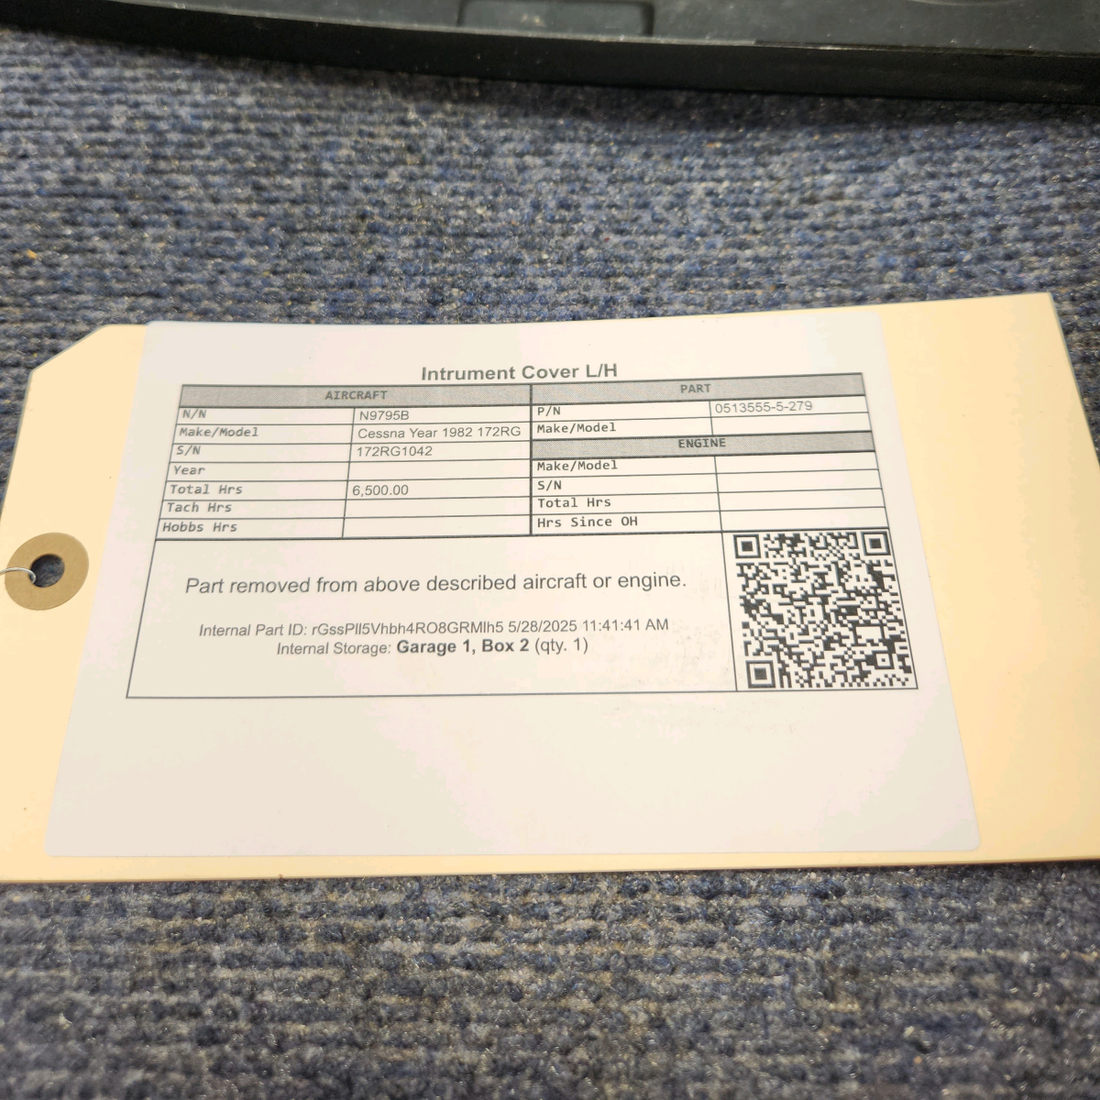 Intrument Cover L/H
AIRCRAFT
N/N N9795B
Make/Model Cessna Year 1982 172RG
S/N 172RG1042
Year
Total Hrs 6,500.00
Tach Hrs
Hobbs Hrs
PART
P/N 0513555-5-279
Make/Model
ENGINE
Make/Model
S/N
Total Hrs
Hrs Since OH
Part removed from above described aircraft or engine.
Internal Part ID: rGssPll5Vhbh4RO8GRMlh5 5/28/2025 11:41:41 AM
Internal Storage: Garage 1, Box 2 (qty. 1)